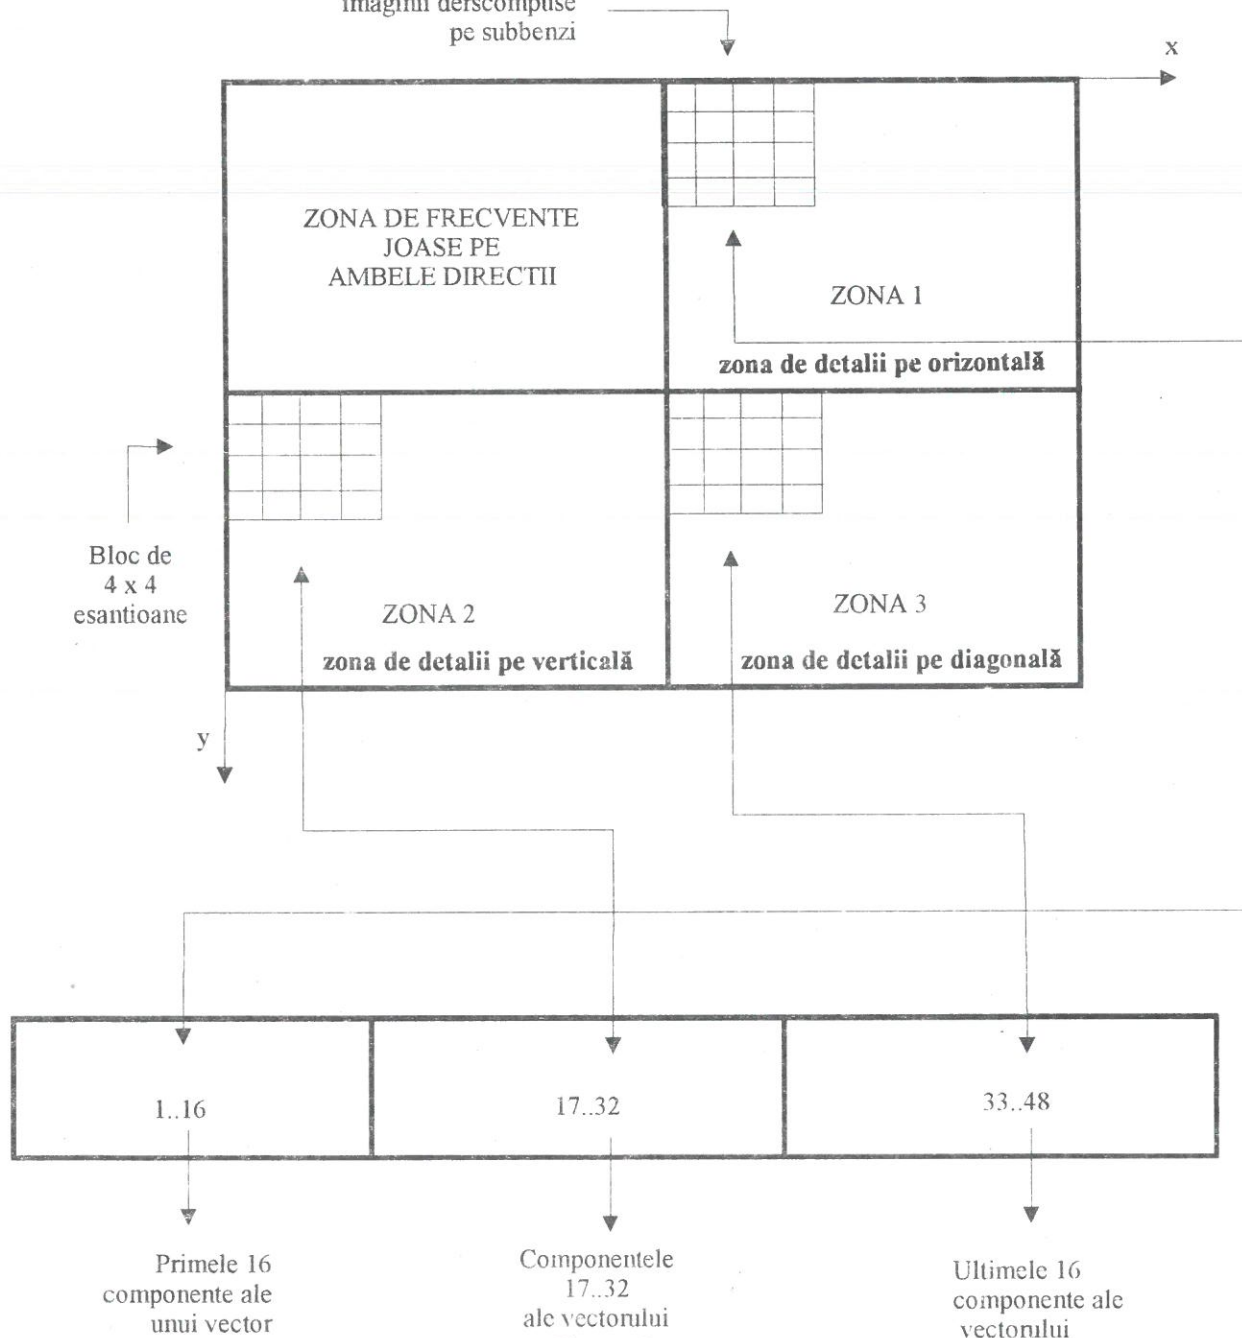 imaginii derscompuse
pe subbenzi
x
ZONA DE FRECVENTE
JOASE PE
AMBELE DIRECTII
ZONA 1
zona de detalii pe orizontală
Bloc de
4 x 4
esantioane
ZONA 2
zona de detalii pe verticală
ZONA 3
zona de detalii pe diagonală
y
1..16
17..32
33..48
Primele 16
componente ale
unui vector
Componentele
17..32
ale vectorului
Ultimele 16
componente ale
vectorului